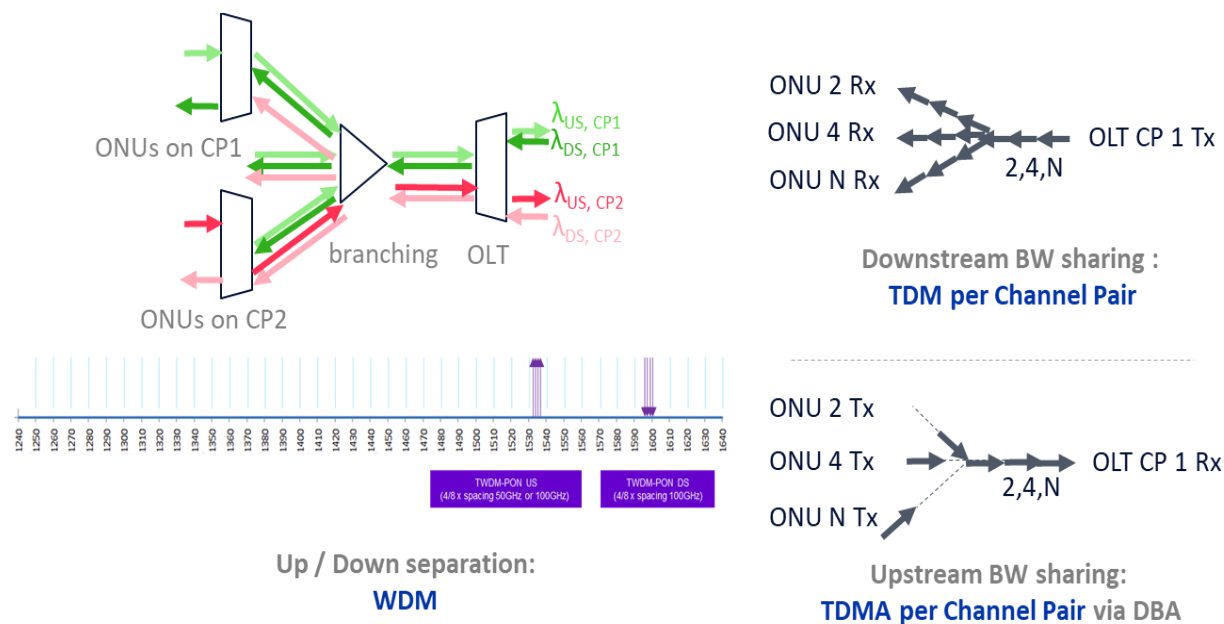 λUS, CP1
λDS, CP1
ONUs on CP1
λUS, CP2
λDS, CP2
branching
OLT
ONUs on CP2
1240
1250
1260
1270
1280
1290
1300
1310
1320
1330
1340
1350
1360
1370
1380
1390
1400
1410
1420
1430
1440
1450
1460
1470
1480
1490
1500
1510
1520
1530
1540
1550
1560
1570
1580
1590
1600
1610
1620
1630
1640
TWDM-PON US
(4/8 x spacing 50GHz or 100GHz)
TWDM-PON DS
(4/8 x spacing 100GHz)
Up / Down separation:
WDM
ONU 2 Rx
ONU 4 Rx
OLT CP 1 Tx
2,4,N
ONU N Rx
Downstream BW sharing :
TDM per Channel Pair
ONU 2 Tx
ONU 4 Tx
OLT CP 1 Rx
2,4,N
ONU N Tx
Upstream BW sharing:
TDMA per Channel Pair via DBA